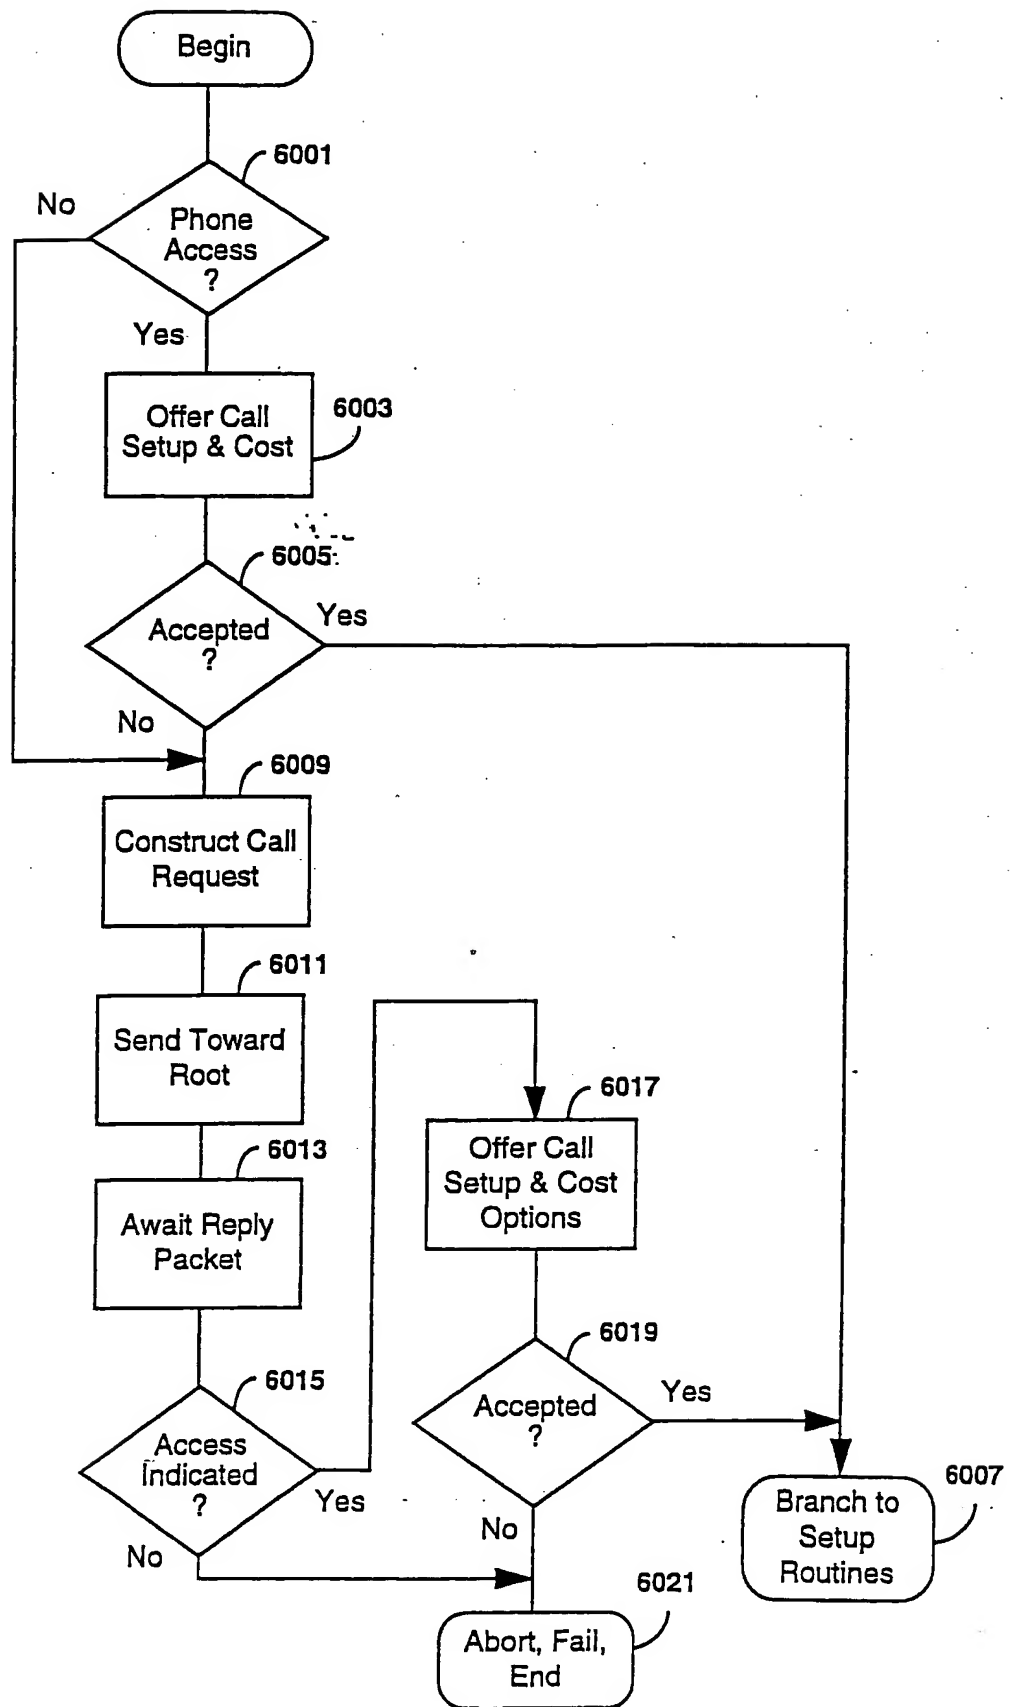 Begin
6001
No
Phone
Access
?
Yes
Offer Call
Setup & Cost
6003
6005
Yes
Accepted
?
No
6009
Construct Call
Request
6011
Send Toward
Root
6013
Await Reply
Packet
6015
Access
Indicated
?
Yes
No
6017
Offer Call
Setup & Cost
Options
6019
Accepted
?
Yes
No
6007
Branch to
Setup
Routines
6021
Abort, Fail,
End